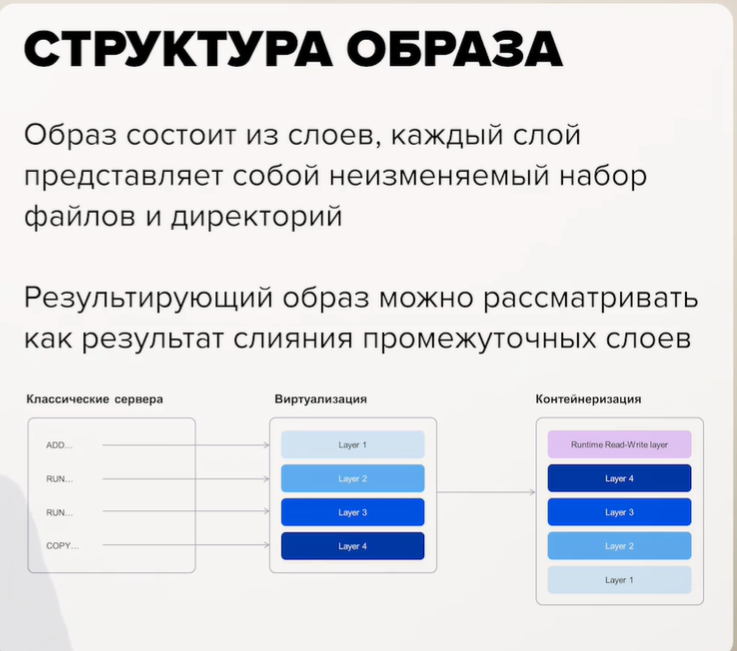 СТРУКТУРА ОБРАЗА
Образ состоит из слоев, каждый слой
представляет собой неизменяемый набор
файлов и директорий
Результирующий образ можно рассматривать
как результат слияния промежуточных слоев
Классические сервера
ADD...
RUN...
RUN...
COPY...
Виртуализация
Layer 1
Layer 2
Layer 3
Layer 4
Контейнеризация
Runtime Read-Write layer
Layer 4
Layer 3
Layer 2
Layer 1